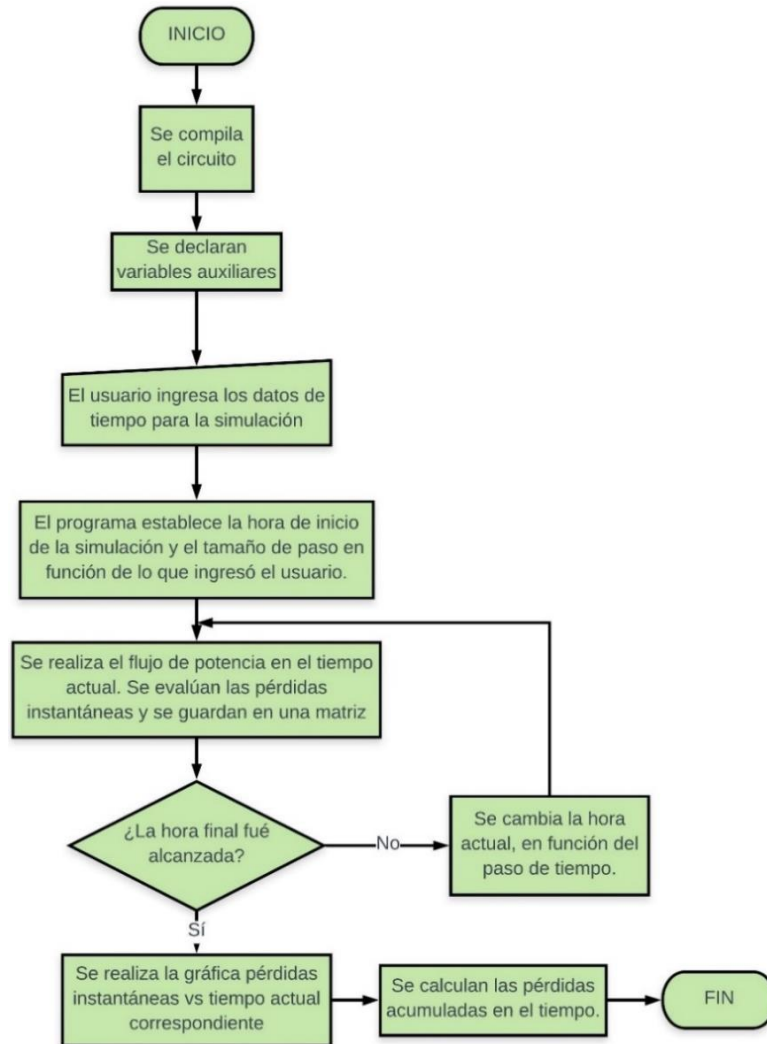 INICIO
Se compila
el circuito
Se declaran
variables auxiliares
El usuario ingresa los datos de
tiempo para la simulación
El programa establece la hora de inicio
de la simulación y el tamaño de paso en
función de lo que ingresó el usuario.
Se realiza el flujo de potencia en el tiempo
actual. Se evalúan las pérdidas
instantáneas y se guardan en una matriz
¿La hora final fué
alcanzada?
No
Se cambia la hora
actual, en función del
paso de tiempo.
Sí
Se realiza la gráfica pérdidas
instantáneas vs tiempo actual
correspondiente
Se calculan las pérdidas
acumuladas en el tiempo.
FIN